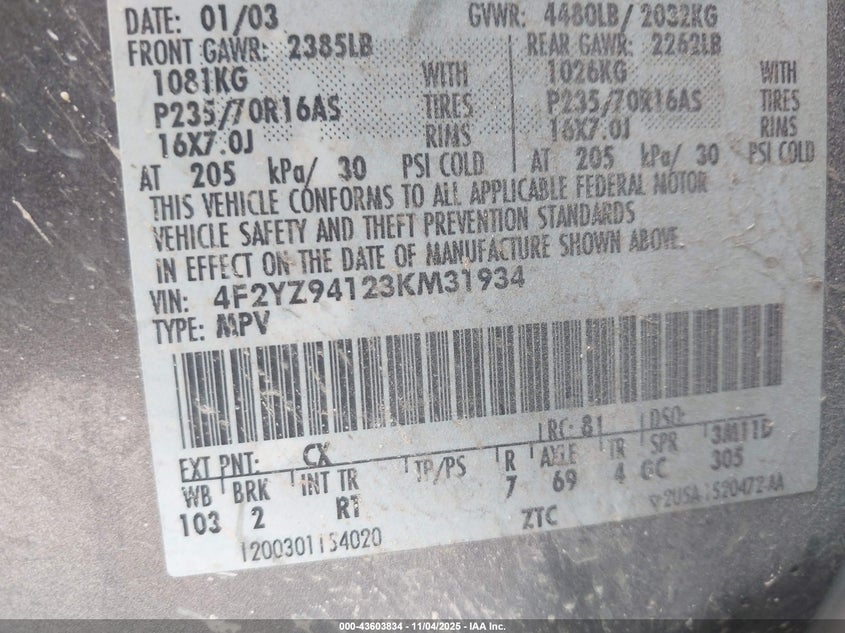 DATE: 01/03 GVWR: 4480LB/ 2032KG
FRONT GAWR: 2385LB REAR GAWR: 2262LB
1081KG WITH 1026KG WITH
P235/70R16AS TIRES P235/70R16AS TIRES
16X7.0J RIMS 16X7.0J RIMS
AT 205 kPa/ 30 PSI COLD AT 205 kPa/ 30 PSI COLD
THIS VEHICLE CONFORMS TO ALL APPLICABLE FEDERAL MOTOR
VEHICLE SAFETY AND THEFT PREVENTION STANDARDS
IN EFFECT ON THE DATE OF MANUFACTURE SHOWN ABOVE.
VIN: 4F2YZ94123KM31934
TYPE: MPV
EXT PNT: CX RC: 81 DSO:
WB BRK INT TR TP/PS R AXLE TR SPR 3M11D
103 2 RT 7 69 4 GC 305
1200301154020 ZTC 2USA 1520472 AA
000-43603834 - 11/04/2025 - IAA Inc.